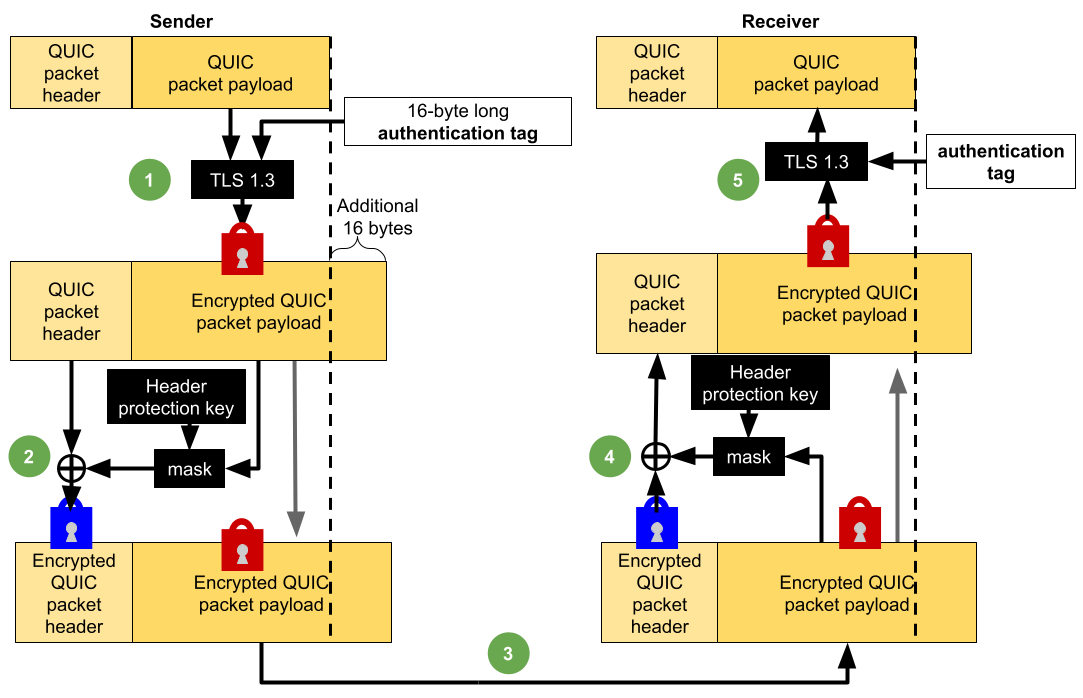 Sender
QUIC
packet
header
QUIC
packet payload
16-byte long
authentication tag
1
TLS 1.3
Additional
16 bytes
QUIC
packet
header
Encrypted QUIC
packet payload
Header
protection key
2
mask
Encrypted
QUIC
packet
header
Encrypted QUIC
packet payload
3
Receiver
QUIC
packet
header
QUIC
packet payload
authentication
tag
5
TLS 1.3
QUIC
packet
header
Encrypted QUIC
packet payload
Header
protection key
4
mask
Encrypted
QUIC
packet
header
Encrypted QUIC
packet payload